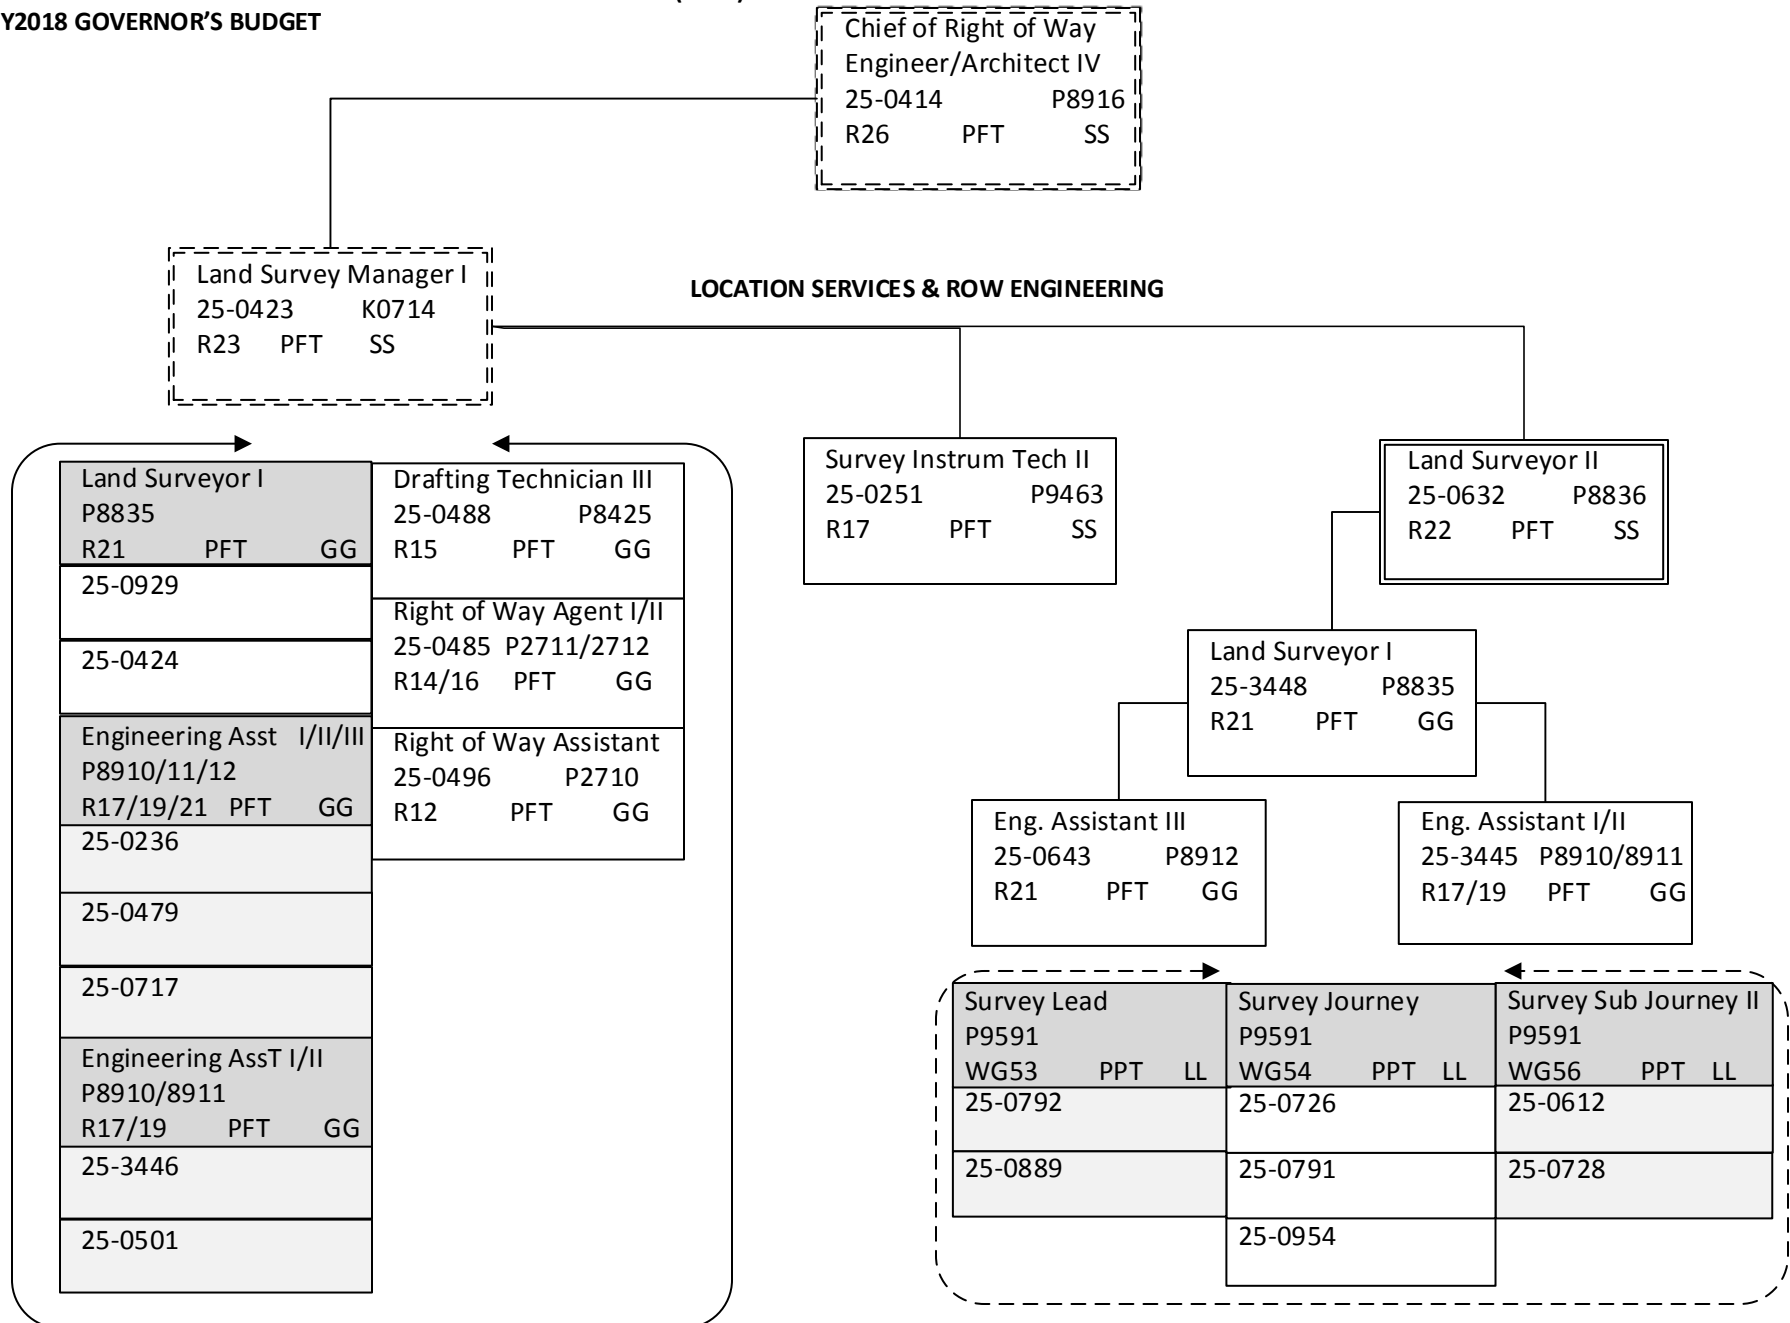 Y2018 GOVERNOR'S BUDGET
Chief of Right of Way
Engineer/Architect IV
25-0414 P8916
R26 PFT SS
Land Survey Manager I
25-0423 K0714
R23 PFT SS
LOCATION SERVICES & ROW ENGINEERING
Land Surveyor I
P8835
R21 PFT GG
25-0929
25-0424
Engineering Asst I/II/III
P8910/11/12
R17/19/21 PFT GG
25-0236
25-0479
25-0717
Engineering AssT I/II
P8910/8911
R17/19 PFT GG
25-3446
25-0501
Drafting Technician III
25-0488 P8425
R15 PFT GG
Right of Way Agent I/II
25-0485 P2711/2712
R14/16 PFT GG
Right of Way Assistant
25-0496 P2710
R12 PFT GG
Survey Instrum Tech II
25-0251 P9463
R17 PFT SS
Land Surveyor II
25-0632 P8836
R22 PFT SS
Land Surveyor I
25-3448 P8835
R21 PFT GG
Eng. Assistant III
25-0643 P8912
R21 PFT GG
Eng. Assistant I/II
25-3445 P8910/8911
R17/19 PFT GG
Survey Lead
P9591
WG53 PPT LL
25-0792
25-0889
Survey Journey
P9591
WG54 PPT LL
25-0726
25-0791
25-0954
Survey Sub Journey II
P9591
WG56 PPT LL
25-0612
25-0728